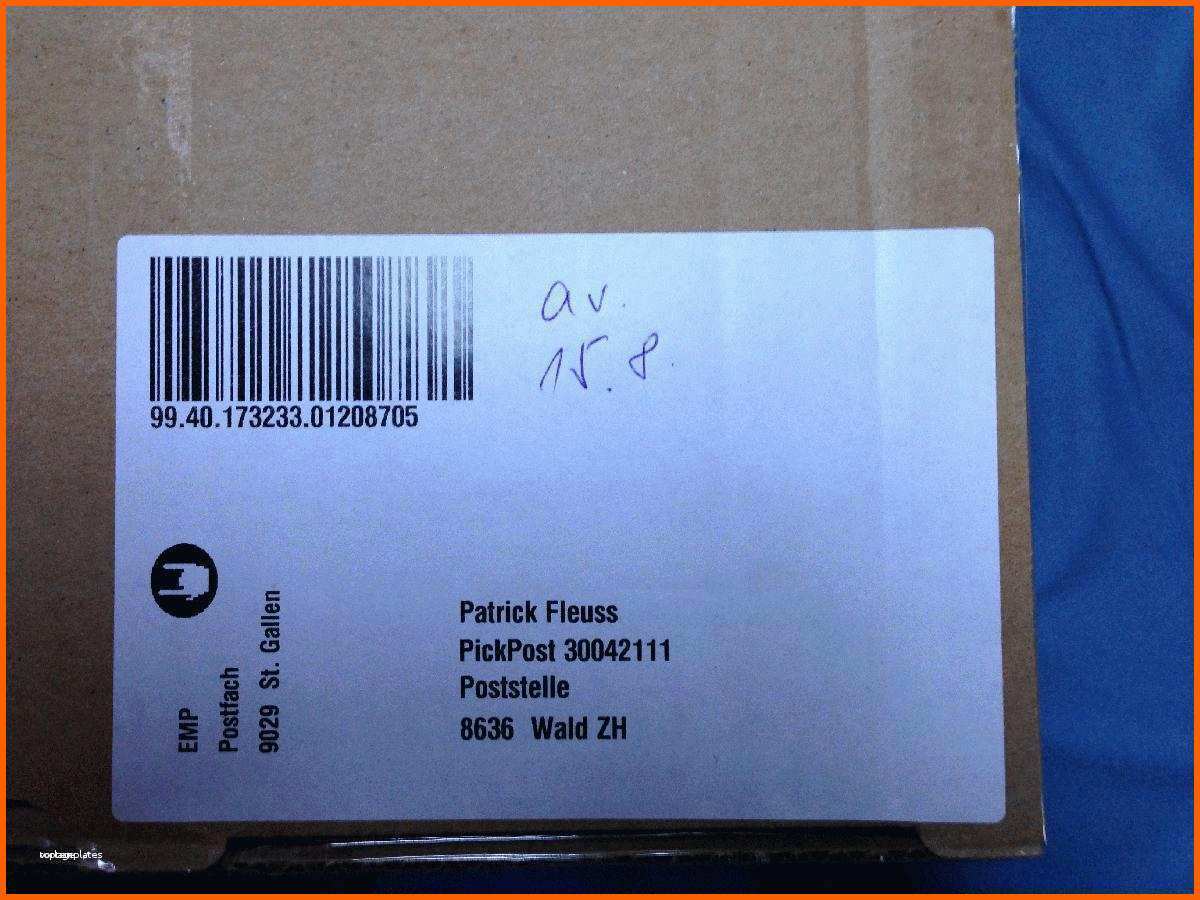 av.
15.8.
99.40.173233.01208705
EMP
Postfach
9029 St. Gallen
Patrick Fleuss
PickPost 30042111
Poststelle
8636 Wald ZH